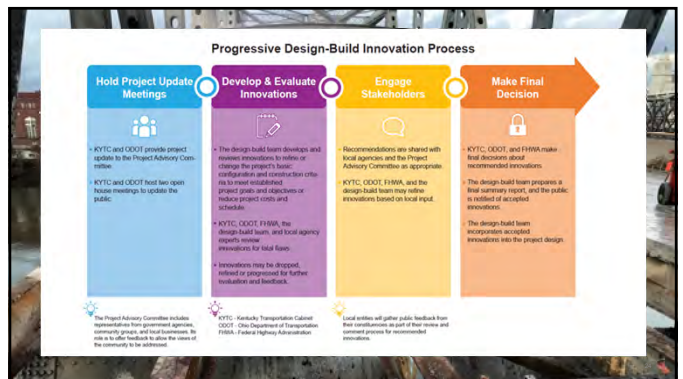 Progressive Design-Build Innovation Process
Hold Project Update
Meetings
Develop & Evaluate
Innovations
Engage
Stakeholders
Make Final
Decision
• KYTC and ODOT provide project
update to the Project Advisory Com-
mittee.
• KYTC and ODOT host two open
house meetings to update the
public
• The design-build team develops and
reviews innovations to refine or
change the project's basic
configuration and construction crite-
ria to meet established
project goals and objectives or
reduce project costs and
schedule.
• KYTC, ODOT, FHWA, the
design-build team, and local agency
experts review
innovations for fatal flaws.
• Innovations may be dropped,
refined or progressed for further
evaluation and feedback.
• Recommendations are shared with
local agencies and the Project
Advisory Committee as appropriate.
• KYTC, ODOT, FHWA, and the
design-build team may refine
innovations based on local input.
• KYTC, ODOT, and FHWA make
final decisions about
recommended innovations.
• The design-build team prepares a
final summary report, and the public
is notified of accepted
innovations.
• The design-build team
incorporates accepted
innovations into the project design.
The Project Advisory Committee includes
representatives from government agencies,
community groups, and local businesses. Its
role is to offer feedback to allow the views of
the community to be addressed.
KYTC - Kentucky Transportation Cabinet
ODOT - Ohio Department of Transportation
FHWA - Federal Highway Administration
Local entities will gather public feedback from
their constituencies as part of their review and
comment process for recommended
innovations.